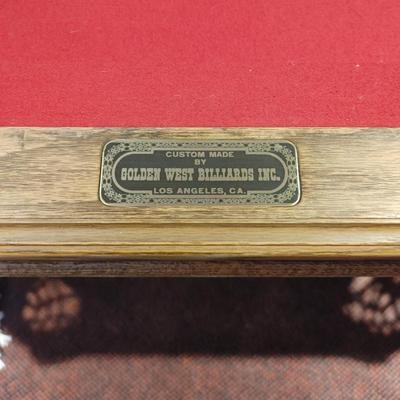 CUSTOM MADE
BY
GOLDEN WEST BILLIARDS INC.
LOS ANGELES, CA.